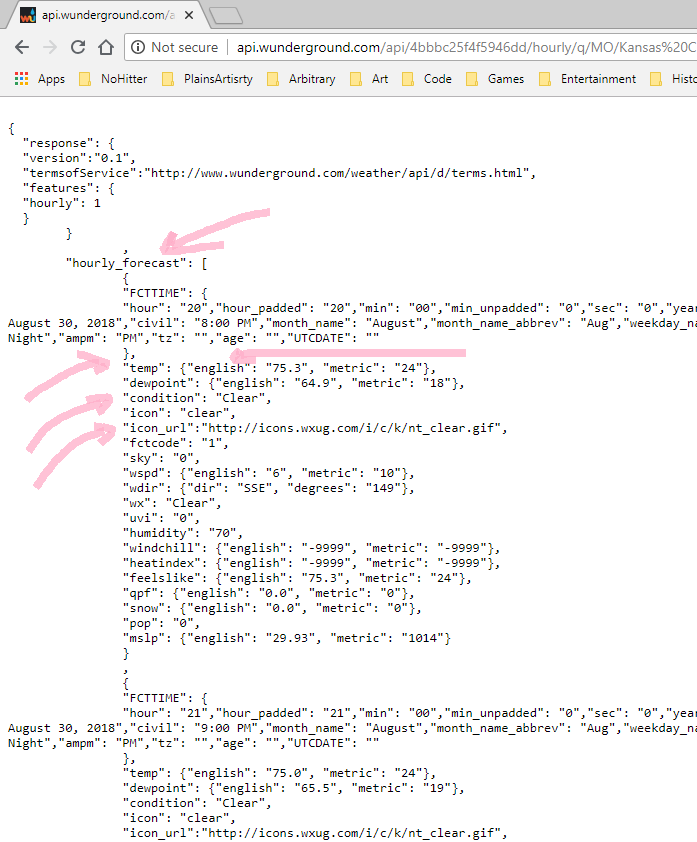 api.wunderground.com/a
Not secure
api.wunderground.com/api/4bbbc25f4f5946dd/hourly/q/MO/Kansas%20C
Apps NoHitter PlainsArtisrty Arbitrary Art Code Games Entertainment Histo
{
"response": {
"version":"0.1",
"termsofService":"http://www.wunderground.com/weather/api/d/terms.html",
"features": {
"hourly": 1
}
}
,
"hourly_forecast": [
{
"FCTTIME": {
"hour": "20","hour_padded": "20","min": "00","min_unpadded": "0","sec": "0","year
August 30, 2018","civil": "8:00 PM","month_name": "August","month_name_abbrev": "Aug","weekday_na
Night","ampm": "PM","tz": "","age": "","UTCDATE": ""
},
"temp": {"english": "75.3", "metric": "24"},
"dewpoint": {"english": "64.9", "metric": "18"},
"condition": "Clear",
"icon": "clear",
"icon_url":"http://icons.wxug.com/i/c/k/nt_clear.gif",
"fctcode": "1",
"sky": "0",
"wspd": {"english": "6", "metric": "10"},
"wdir": {"dir": "SSE", "degrees": "149"},
"wx": "Clear",
"uvi": "0",
"humidity": "70",
"windchill": {"english": "-9999", "metric": "-9999"},
"heatindex": {"english": "-9999", "metric": "-9999"},
"feelslike": {"english": "75.3", "metric": "24"},
"qpf": {"english": "0.0", "metric": "0"},
"snow": {"english": "0.0", "metric": "0"},
"pop": "0",
"mslp": {"english": "29.93", "metric": "1014"}
}
,
{
"FCTTIME": {
"hour": "21","hour_padded": "21","min": "00","min_unpadded": "0","sec": "0","year
August 30, 2018","civil": "9:00 PM","month_name": "August","month_name_abbrev": "Aug","weekday_na
Night","ampm": "PM","tz": "","age": "","UTCDATE": ""
},
"temp": {"english": "75.0", "metric": "24"},
"dewpoint": {"english": "65.5", "metric": "19"},
"condition": "Clear",
"icon": "clear",
"icon_url":"http://icons.wxug.com/i/c/k/nt_clear.gif",